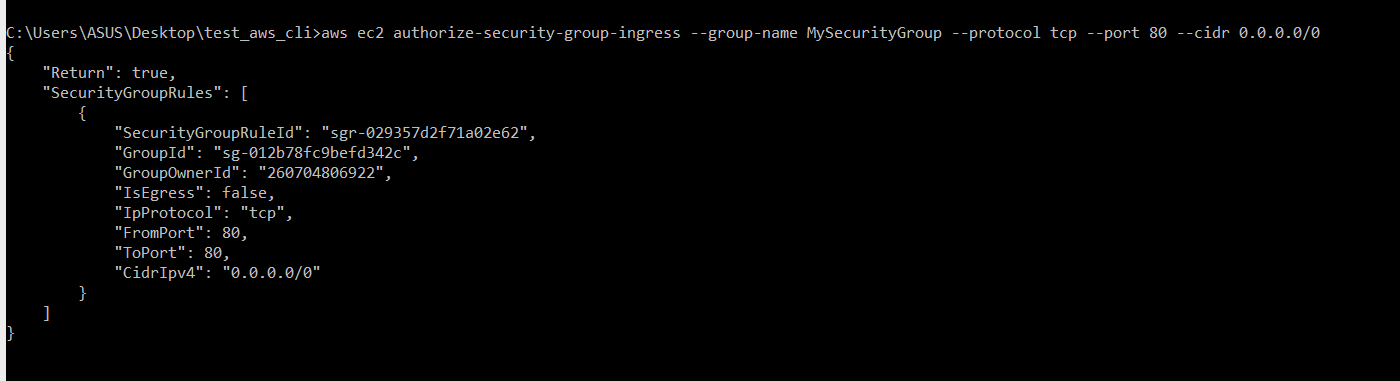 C:\Users\ASUS\Desktop\test_aws_cli>aws ec2 authorize-security-group-ingress --group-name MySecurityGroup --protocol tcp --port 80 --cidr 0.0.0.0/0
{
    "Return": true,
    "SecurityGroupRules": [
        {
            "SecurityGroupRuleId": "sgr-029357d2f71a02e62",
            "GroupId": "sg-012b78fc9befd342c",
            "GroupOwnerId": "260704806922",
            "IsEgress": false,
            "IpProtocol": "tcp",
            "FromPort": 80,
            "ToPort": 80,
            "CidrIpv4": "0.0.0.0/0"
        }
    ]
}